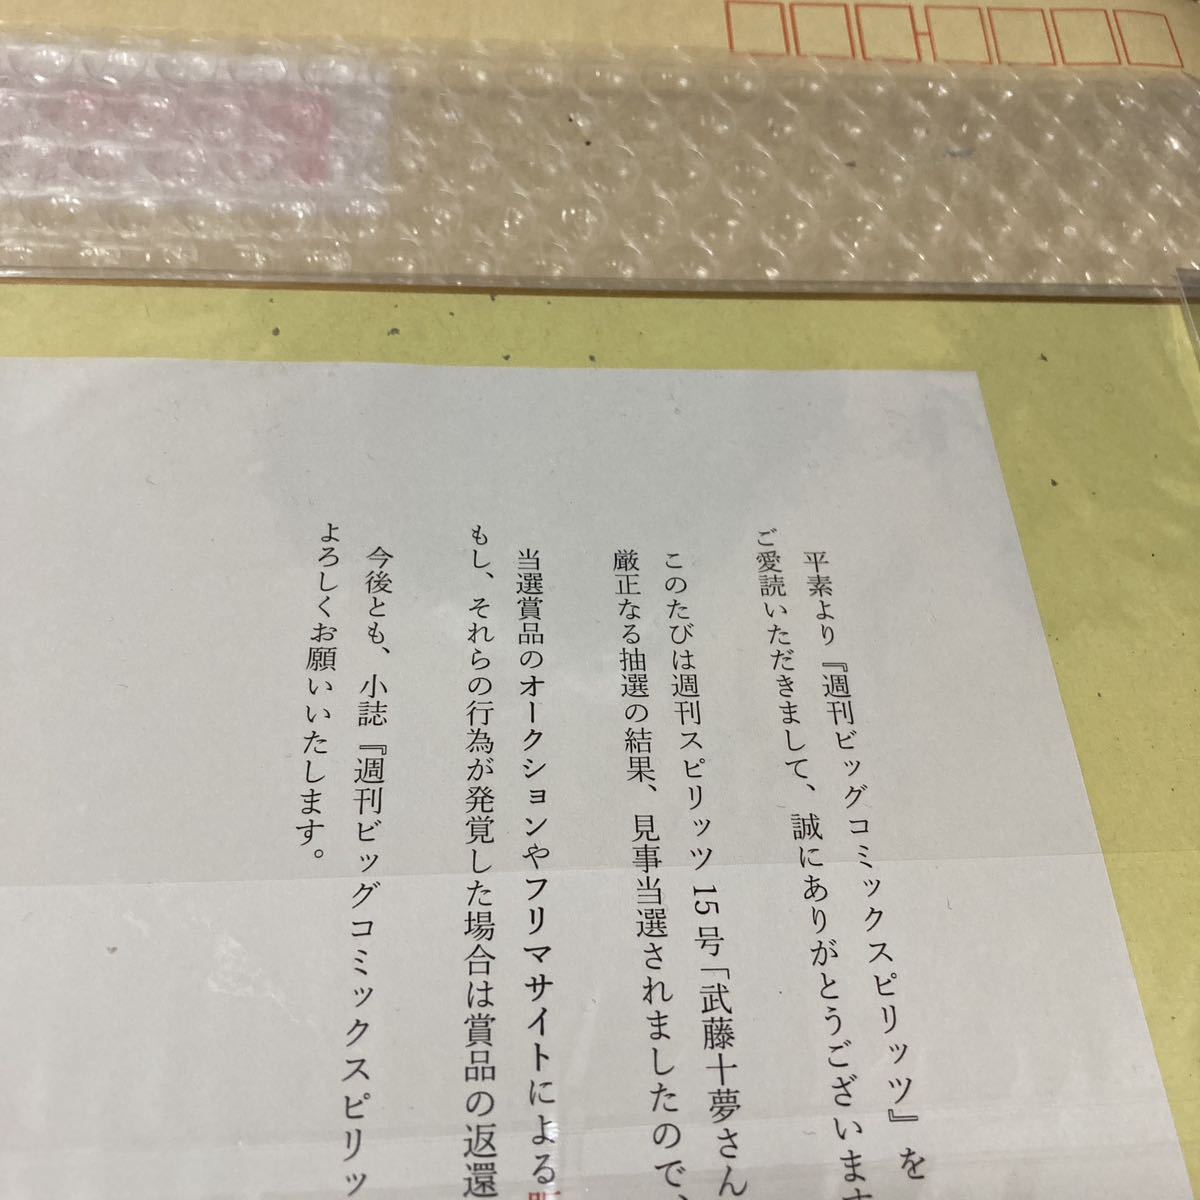 平素より『週刊ビッグコミックスピリッツ』を
ご愛読いただきまして、誠にありがとうございます
このたびは週刊スピリッツ 15 号「武藤十夢さん
厳正なる抽選の結果、見事当選されましたので、
当選賞品のオークションやフリマサイトによる
もし、それらの行為が発覚した場合は賞品の返還
今後とも、小誌『週刊ビッグコミックスピリッ
よろしくお願いいたします。